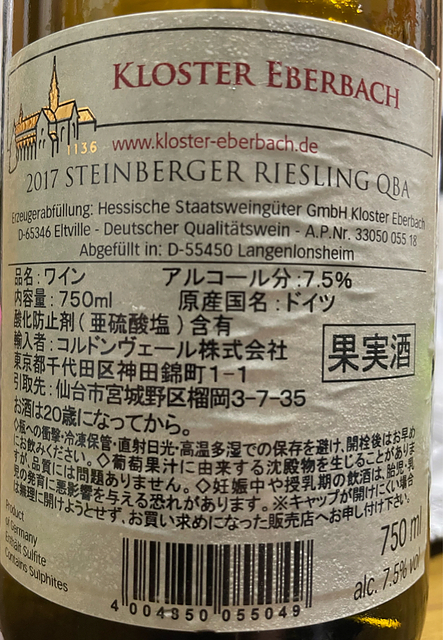 KLOSTER EBERBACH
1136
www.kloster-eberbach.de
2017 STEINBERGER RIESLING QBA
Erzeugerabfüllung: Hessische Staatsweingüter GmbH Kloster Eberbach
D-65346 Eltville - Deutscher Qualitätswein - A.P.Nr. 33050 055 18
Abgefüllt in: D-55450 Langenlonsheim
品名:ワイン アルコール分:7.5%
内容量:750ml 原産国名:ドイツ
酸化防止剤(亜硫酸塩)含有
輸入者:コルドンヴェール株式会社
東京都千代田区神田錦町1-1
引取先:仙台市宮城野区榴岡3-7-35
果実酒
お酒は20歳になってから。
◇瓶への衝撃・冷凍保管・直射日光・高温多湿での保存を避け、開栓後はお早め
にお飲みください。◇葡萄果汁に由来する沈殿物を生じることがありま
すが、品質には問題ありません。◇妊娠中や授乳期の飲酒は、胎児・乳
児の発育に悪影響を与える恐れがあります。※キャップが開けにくい場合
は無理に開けようとせず、お買い求めになった販売店へお申し付け下さい。
Product
of Germany
Enthält Sulfite
Contains Sulphites
750 ml
alc. 7.5% vol
4 004850 055049